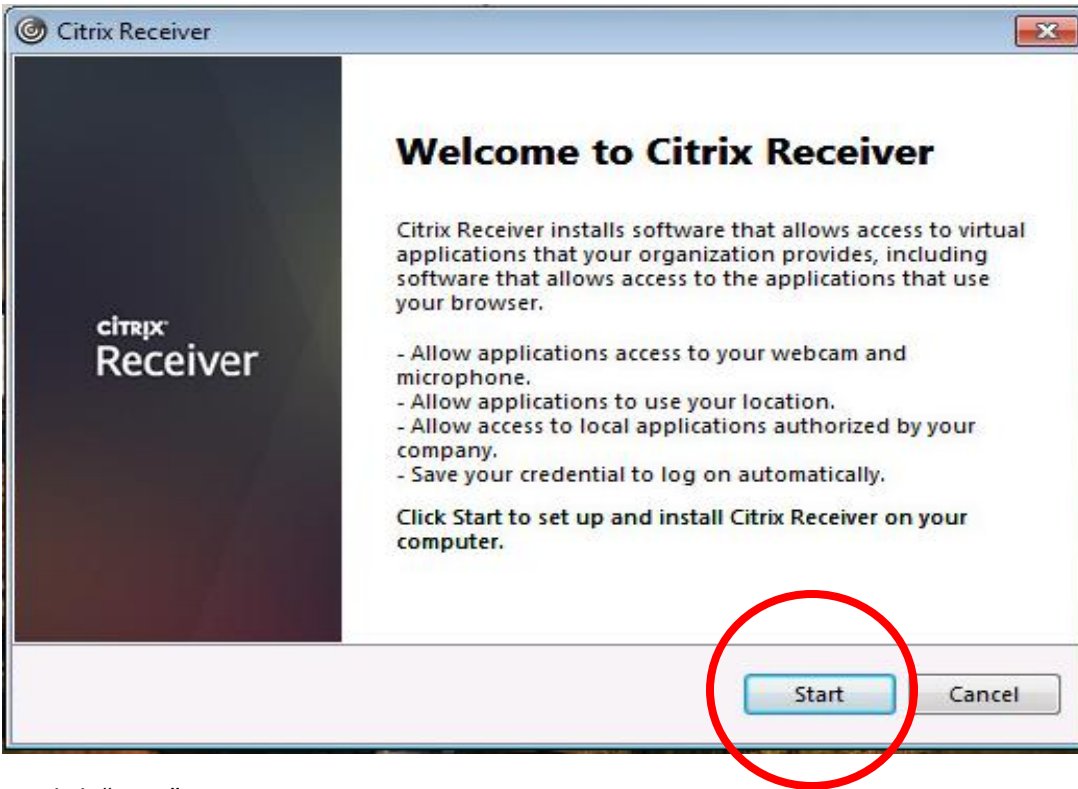 Citrix Receiver
Welcome to Citrix Receiver
Citrix Receiver installs software that allows access to virtual
applications that your organization provides, including
software that allows access to the applications that use
your browser.
- Allow applications access to your webcam and
microphone.
- Allow applications to use your location.
- Allow access to local applications authorized by your
company.
- Save your credential to log on automatically.
Click Start to set up and install Citrix Receiver on your
computer.
CITRIX
Receiver
Start
Cancel